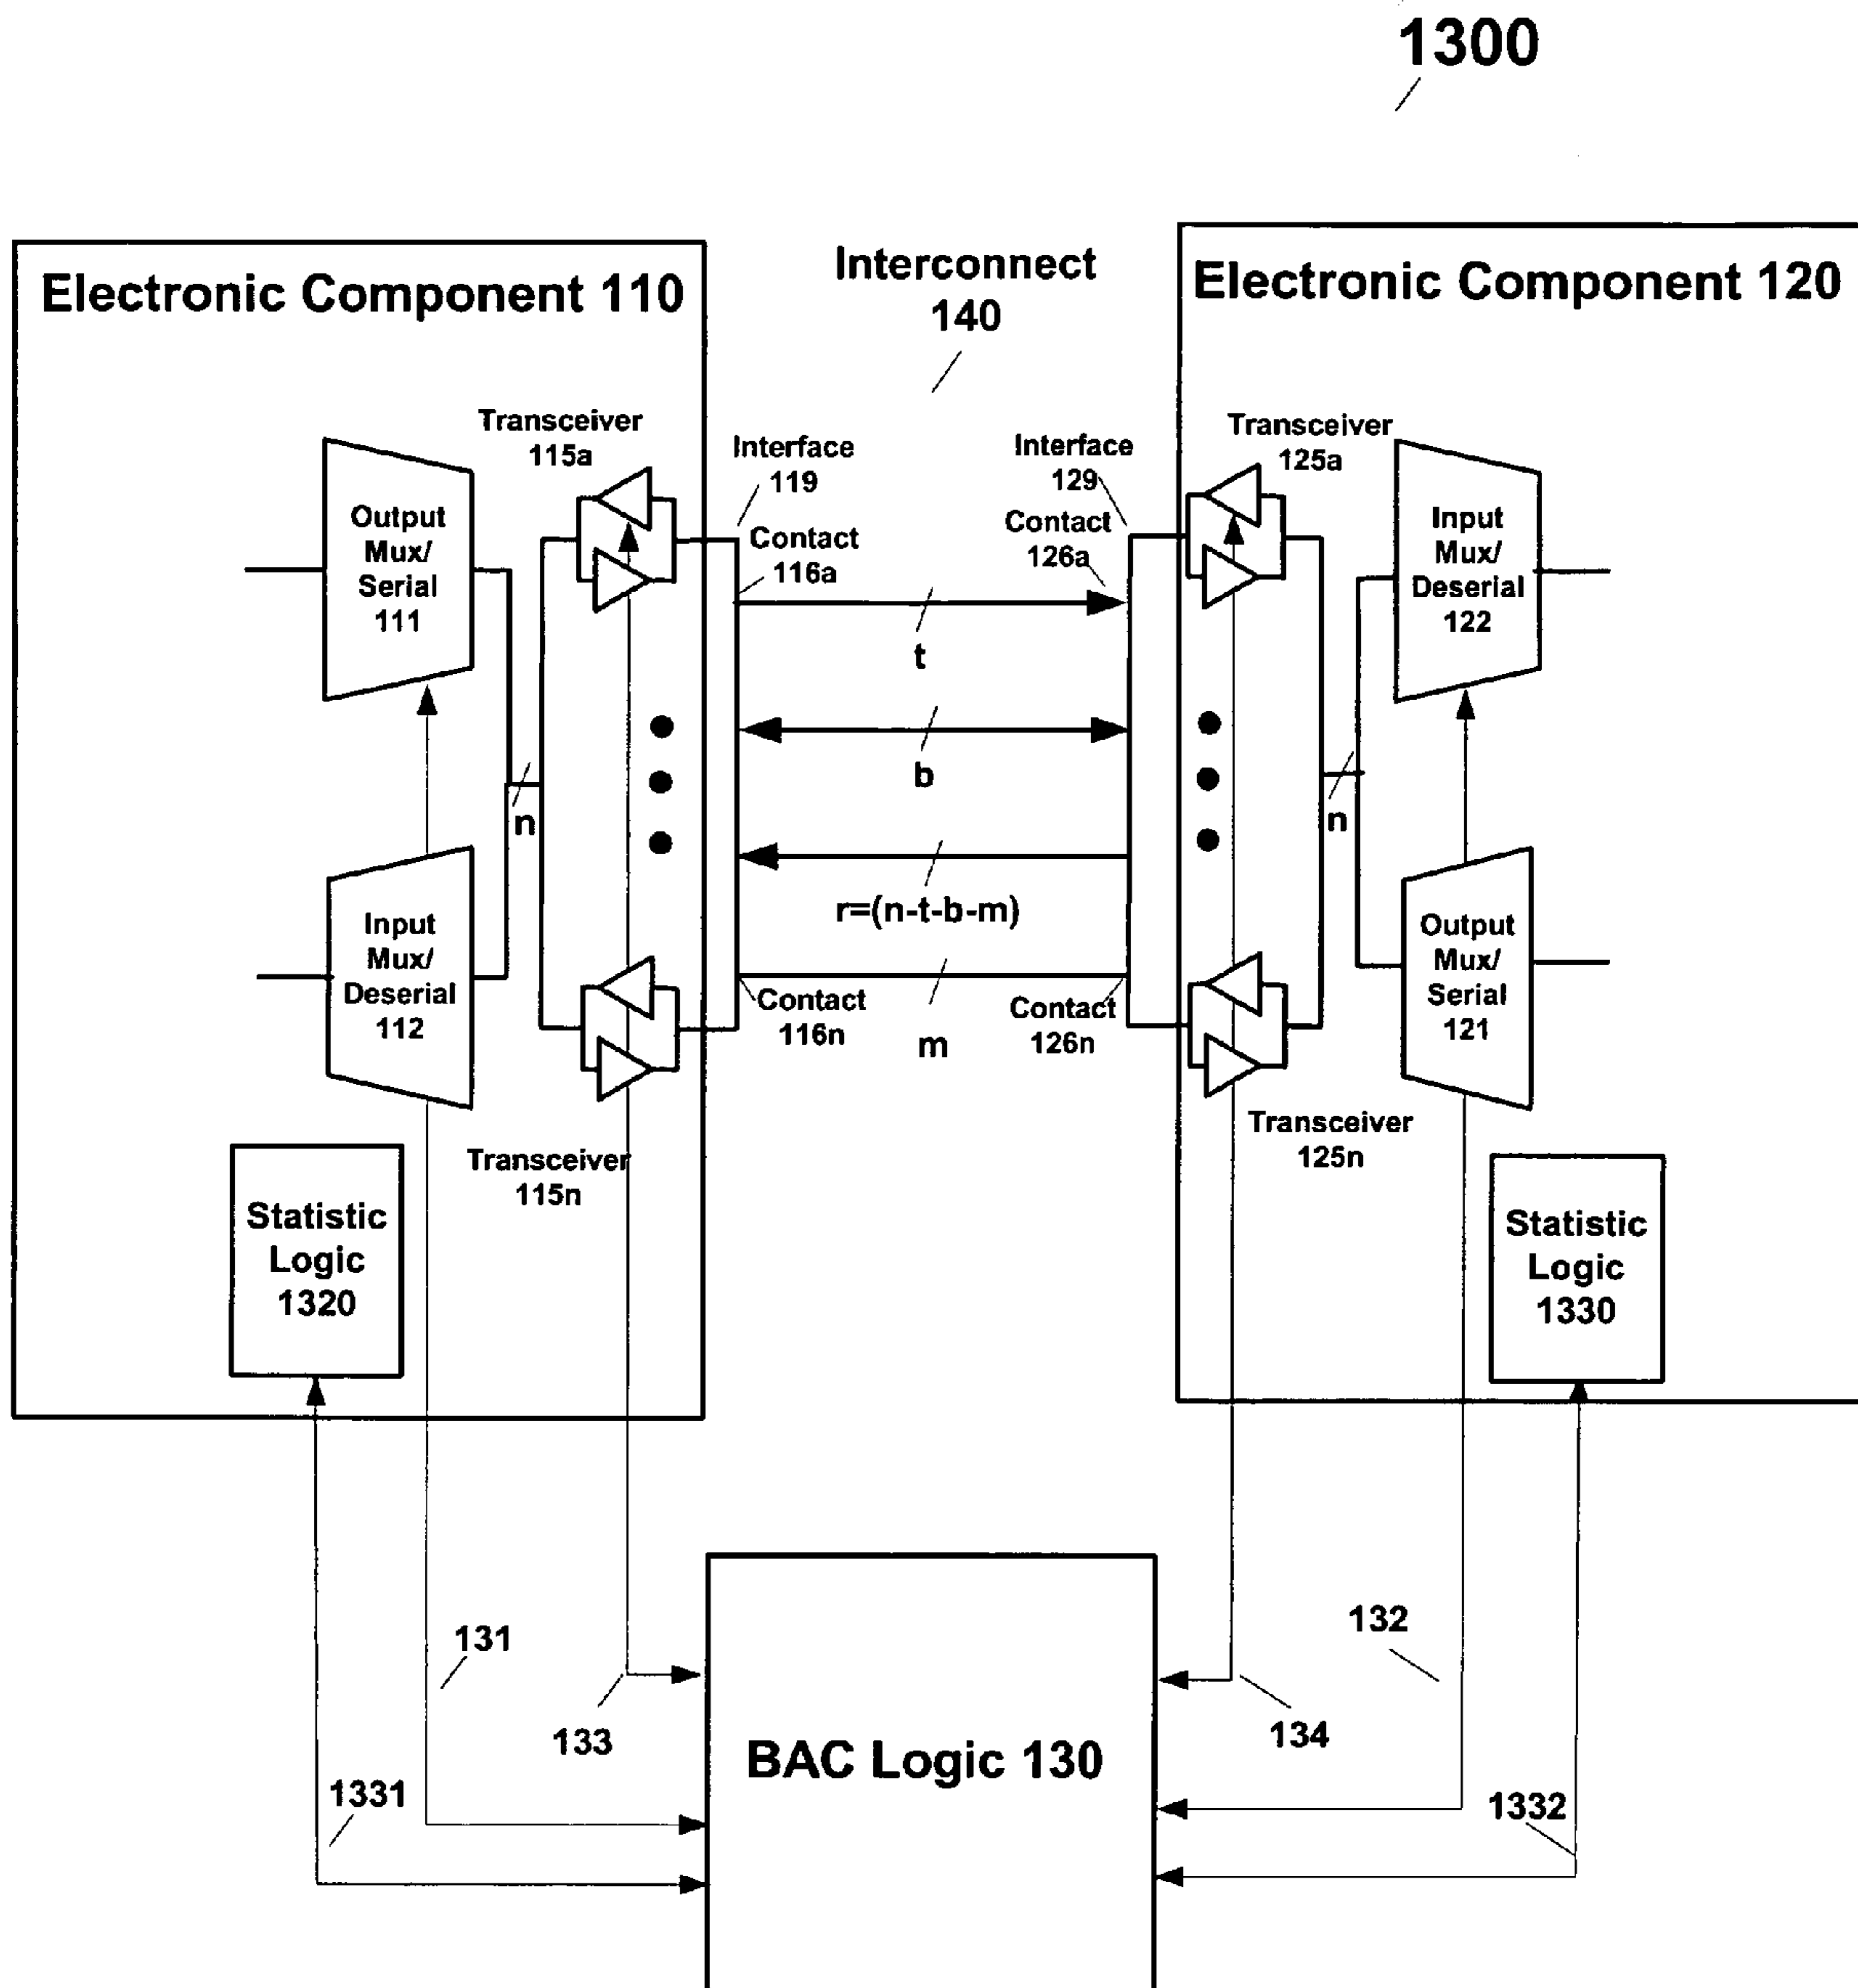 1300
Electronic Component 110
Interconnect
140
Electronic Component 120
Transceiver
115a
Interface
119
Contact
116a
Interface
129
Contact
126a
Transceiver
125a
Output
Mux/
Serial
111
Input
Mux/
Deserial
122
t
b
n
n
r=(n-t-b-m)
Input
Mux/
Deserial
112
Output
Mux/
Serial
121
Contact
116n
m
Contact
126n
Transceiver
115n
Transceiver
125n
Statistic
Logic
1320
Statistic
Logic
1330
131
133
1331
BAC Logic 130
134
132
1332